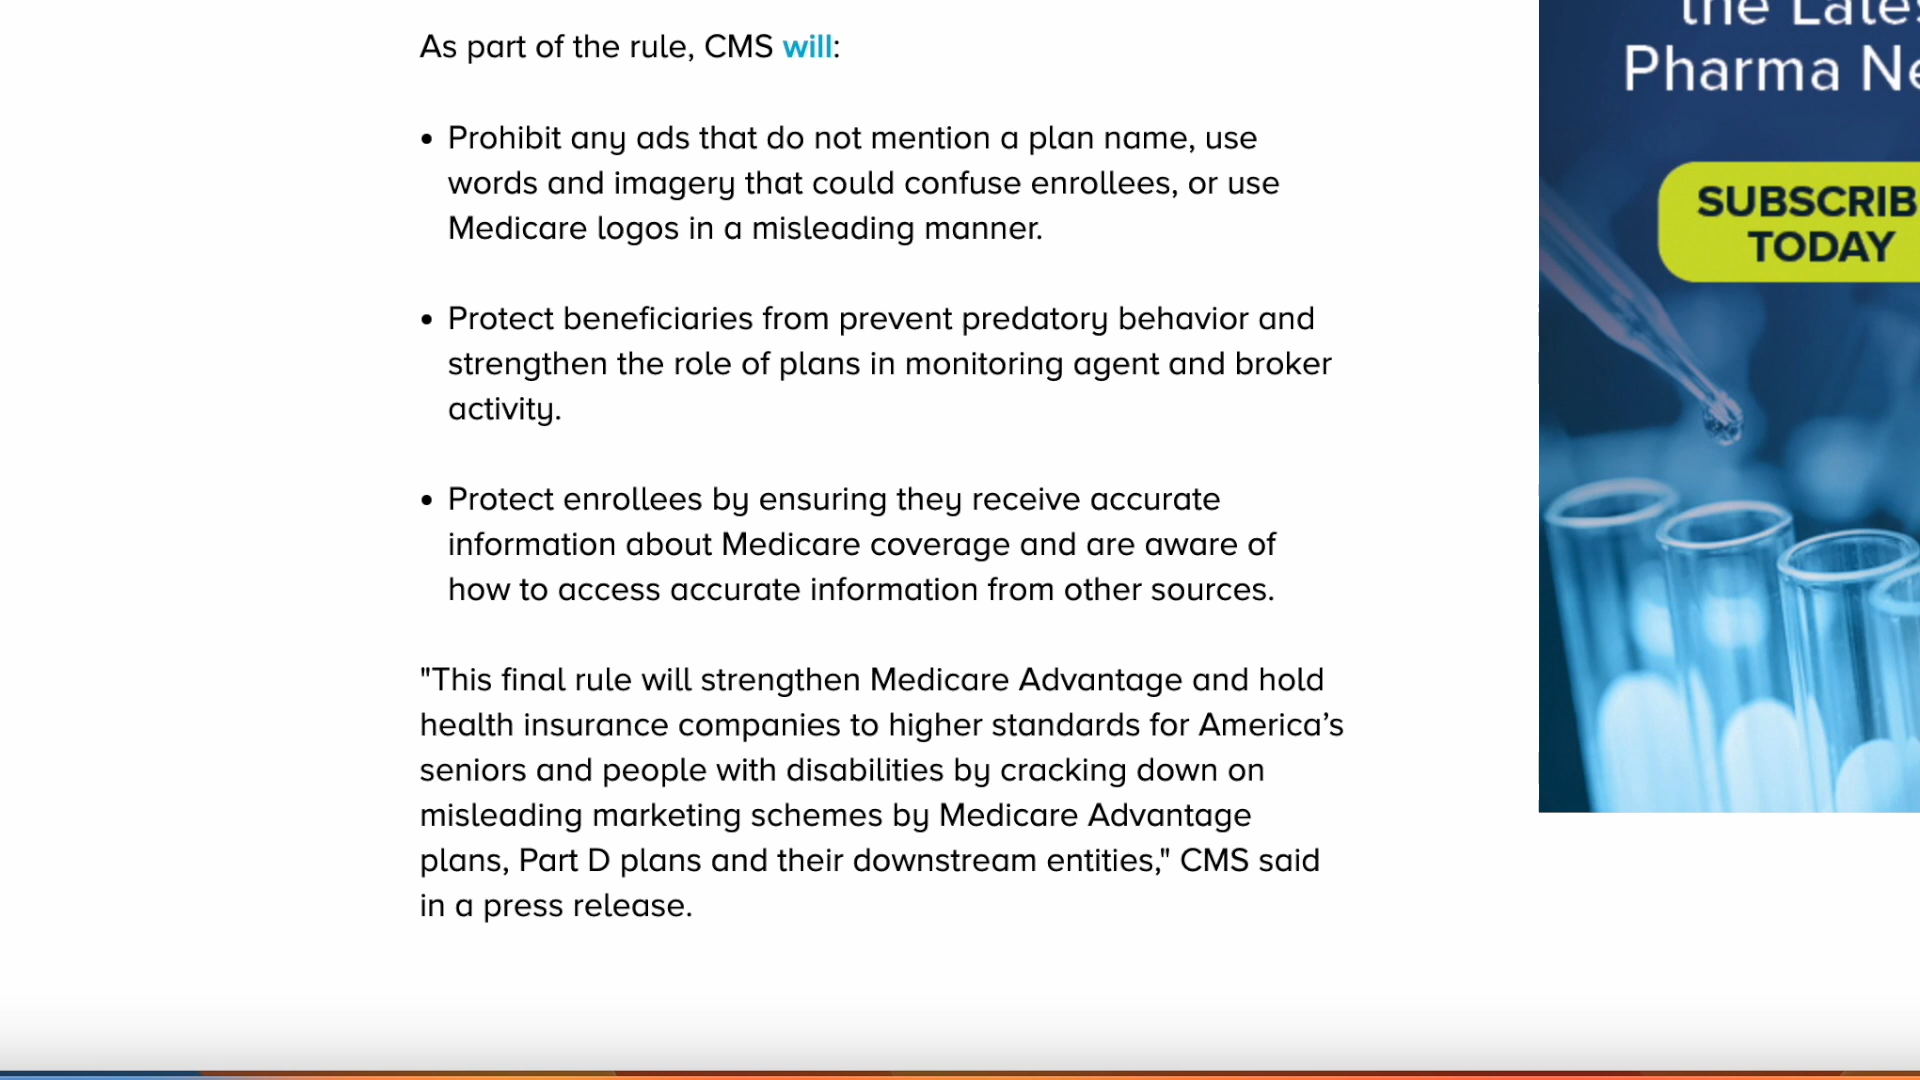 As part of the rule, CMS will:
• Prohibit any ads that do not mention a plan name, use
words and imagery that could confuse enrollees, or use
Medicare logos in a misleading manner.
• Protect beneficiaries from prevent predatory behavior and
strengthen the role of plans in monitoring agent and broker
activity.
• Protect enrollees by ensuring they receive accurate
information about Medicare coverage and are aware of
how to access accurate information from other sources.
"This final rule will strengthen Medicare Advantage and hold
health insurance companies to higher standards for America’s
seniors and people with disabilities by cracking down on
misleading marketing schemes by Medicare Advantage
plans, Part D plans and their downstream entities," CMS said
in a press release.
the
Pharma
SUBSCRIB
TODAY